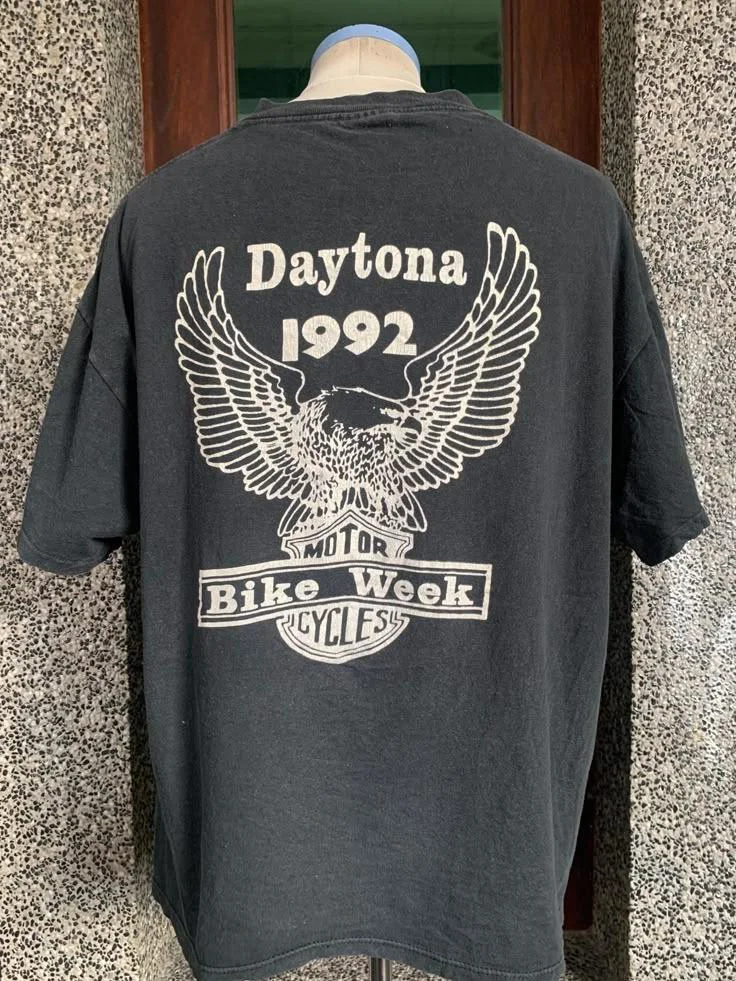 Daytona
1992
MOTOR
Bike Week
CYCLES